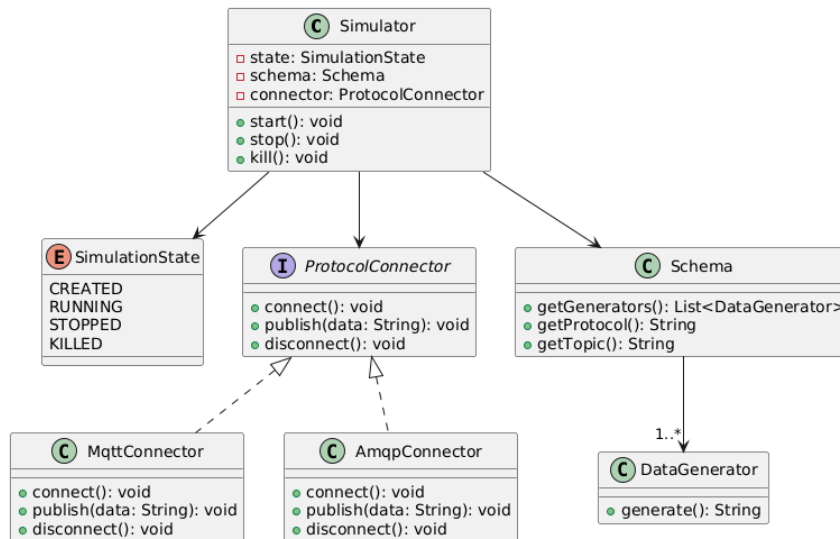 C Simulator
state: SimulationState
schema: Schema
connector: ProtocolConnector
start(): void
stop(): void
kill(): void
E SimulationState
CREATED
RUNNING
STOPPED
KILLED
I ProtocolConnector
connect(): void
publish(data: String): void
disconnect(): void
C Schema
getGenerators(): List<DataGenerator>
getProtocol(): String
getTopic(): String
1..*
C MqttConnector
connect(): void
publish(data: String): void
disconnect(): void
C AmqpConnector
connect(): void
publish(data: String): void
disconnect(): void
C DataGenerator
generate(): String